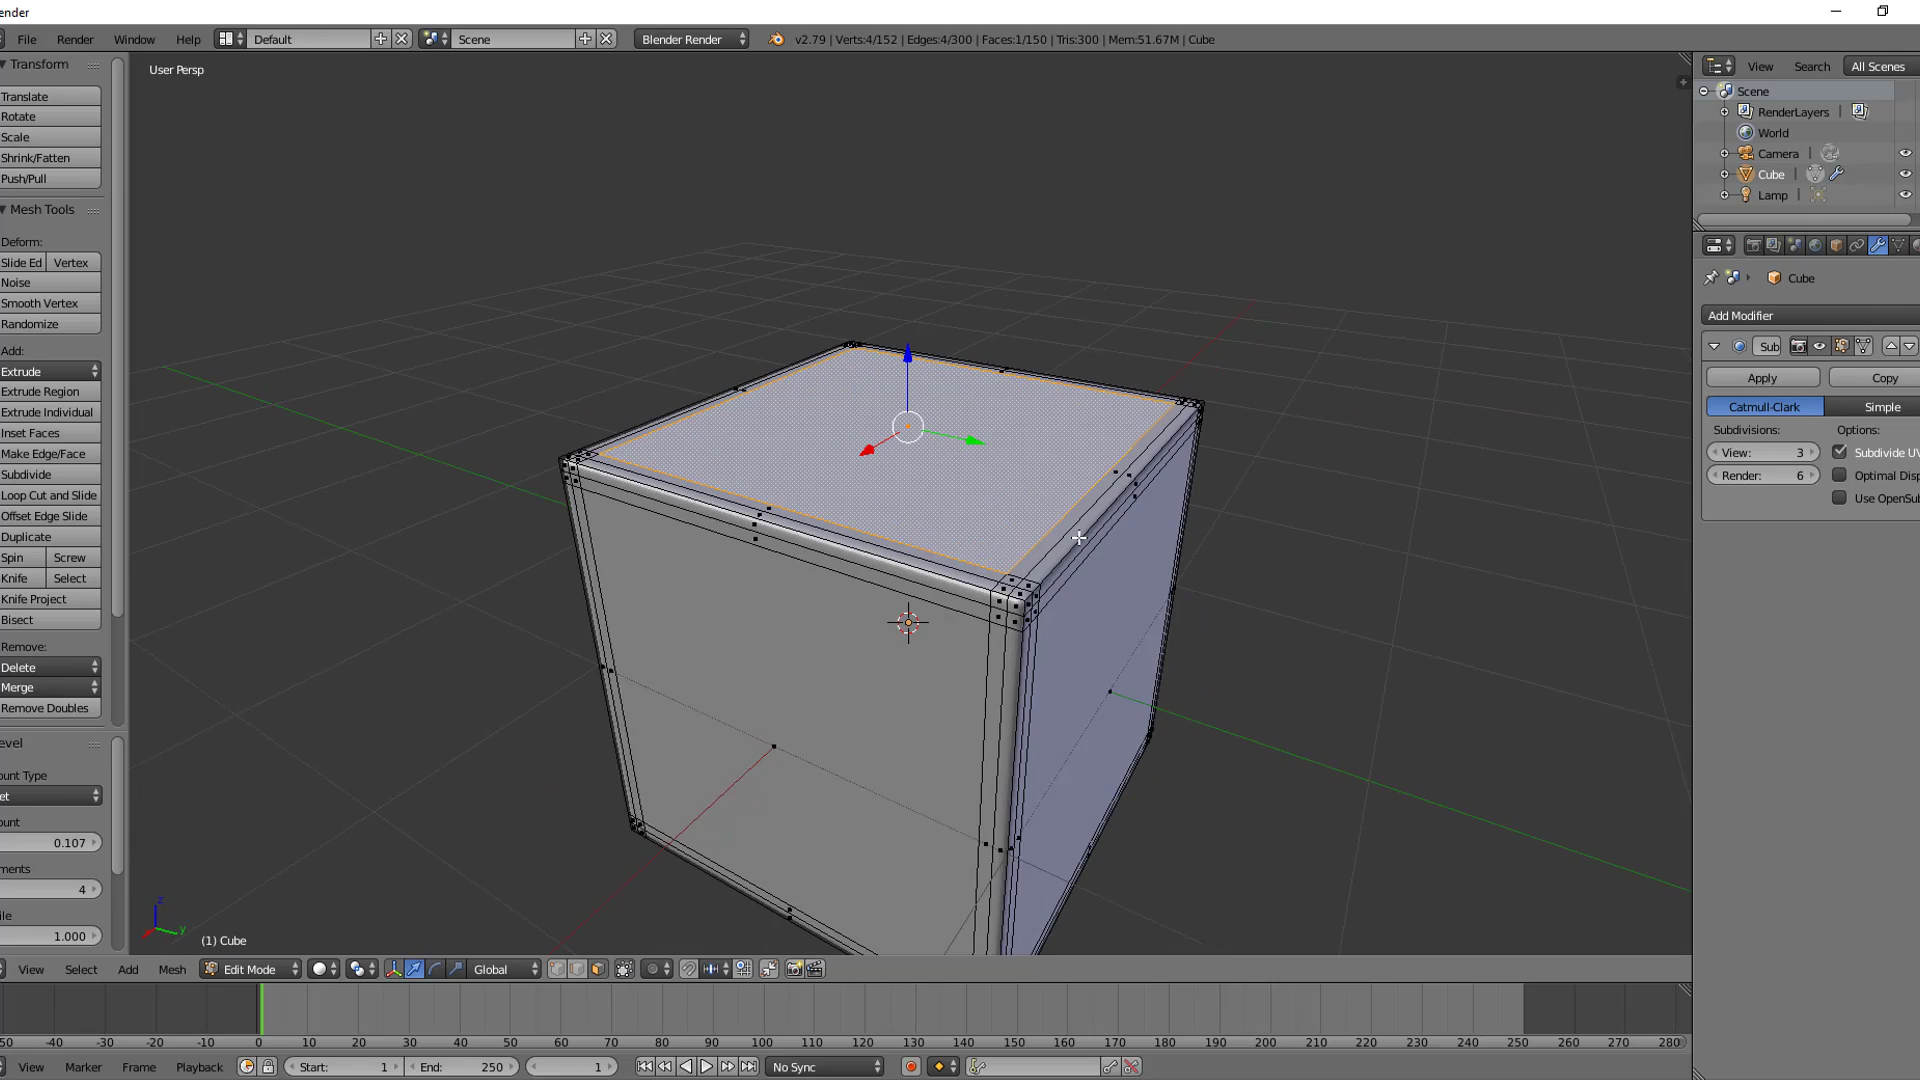 ender
File Render Window Help Default Scene Blender Render v2.79 | Verts:4/152 | Edges:4/300 | Faces:1/150 | Tris:300 | Mem:51.67M | Cube
Transform
Translate
Rotate
Scale
Shrink/Fatten
Push/Pull
Mesh Tools
Deform:
Slide Ed Vertex
Noise
Smooth Vertex
Randomize
Add:
Extrude
Extrude Region
Extrude Individual
Inset Faces
Make Edge/Face
Subdivide
Loop Cut and Slide
Offset Edge Slide
Duplicate
Spin Screw
Knife Select
Knife Project
Bisect
Remove:
Delete
Merge
Remove Doubles
evel
ount Type
et
ount
0.107
ments
4
ile
1.000
User Persp
z
y
(1) Cube
View Search All Scenes
Scene
RenderLayers |
World
Camera |
Cube |
Lamp |
Cube
Add Modifier
Sub
Apply Copy
Catmull-Clark Simple
Subdivisions: Options:
View: 3 Subdivide UV
Render: 6 Optimal Disp
Use OpenSub
View Select Add Mesh Edit Mode Global
50 -40 -30 -20 -10 0 10 20 30 40 50 60 70 80 90 100 110 120 130 140 150 160 170 180 190 200 210 220 230 240 250 260 270 280
View Marker Frame Playback Start: 1 End: 250 1 No Sync